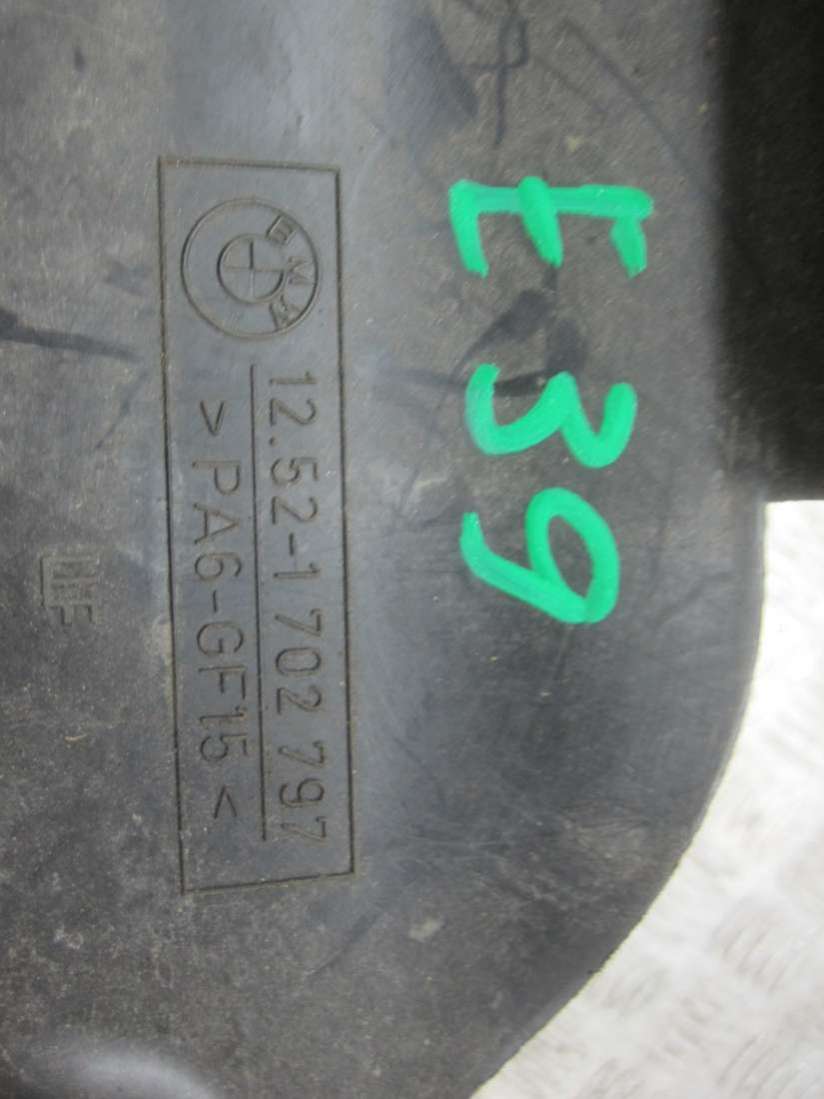 E39
BMW
12.52-1 702 797
>PA6-GF15<